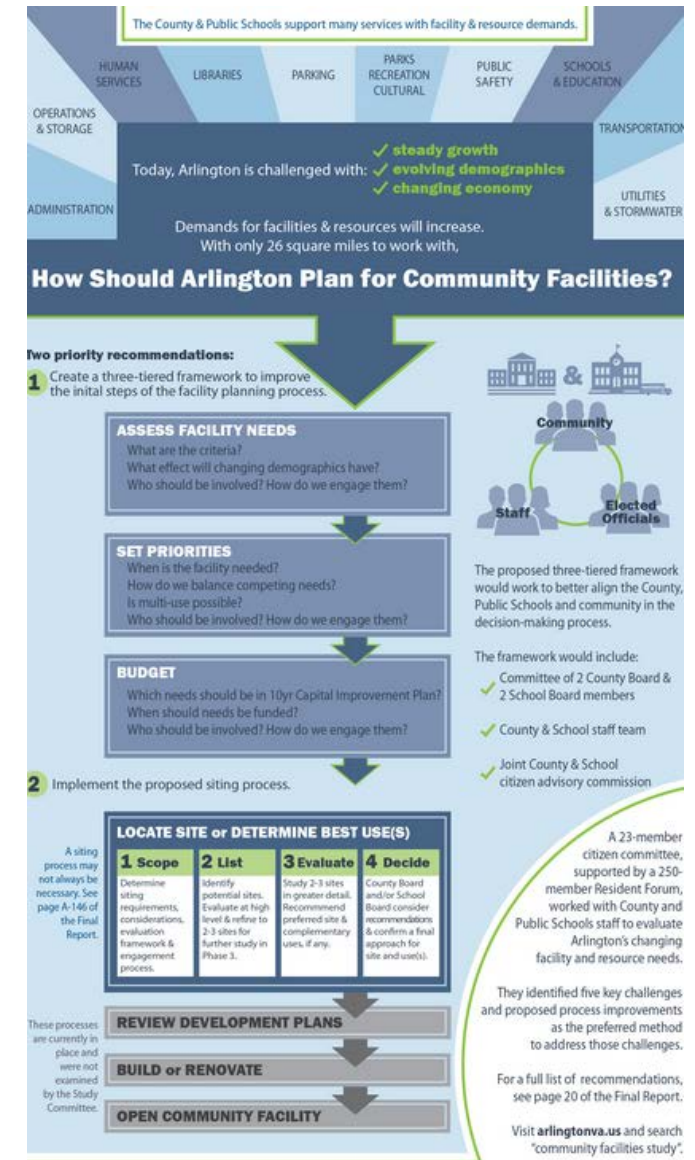 The County & Public Schools support many services with facility & resource demands.
OPERATIONS
& STORAGE
HUMAN
SERVICES
LIBRARIES
PARKING
PARKS
RECREATION
CULTURAL
PUBLIC
SAFETY
SCHOOLS
& EDUCATION
TRANSPORTATION
ADMINISTRATION
UTILITIES
& STORMWATER
Today, Arlington is challenged with:
steady growth
evolving demographics
changing economy
Demands for facilities & resources will increase.
With only 26 square miles to work with,
How Should Arlington Plan for Community Facilities?
Two priority recommendations:
1 Create a three-tiered framework to improve
the inital steps of the facility planning process.
ASSESS FACILITY NEEDS
What are the criteria?
What effect will changing demographics have?
Who should be involved? How do we engage them?
SET PRIORITIES
When is the facility needed?
How do we balance competing needs?
Is multi-use possible?
Who should be involved? How do we engage them?
BUDGET
Which needs should be in 10yr Capital Improvement Plan?
When should needs be funded?
Who should be involved? How do we engage them?
&
Community
Staff
Elected
Officials
The proposed three-tiered framework
would work to better align the County,
Public Schools and community in the
decision-making process.
The framework would include:
Committee of 2 County Board &
2 School Board members
County & School staff team
Joint County & School
citizen advisory commission
2 Implement the proposed siting process.
A siting
process may
not always be
necessary. See
page A-146 of
the Final
Report.
LOCATE SITE or DETERMINE BEST USE(S)
1 Scope
Determine
siting
requirements,
considerations,
evaluation
framework &
engagement
process.
2 List
Identify
potential sites.
Evaluate at high
level & refine to
2-3 sites for
further study in
Phase 3.
3 Evaluate
Study 2-3 sites
in greater detail.
Recommend
preferred site &
complementary
uses, if any.
4 Decide
County Board
and/or School
Board consider
recommendations
& confirm a final
approach for
site and use(s).
These processes
are currently in
place and
were not
examined
by the Study
Committee.
REVIEW DEVELOPMENT PLANS
BUILD or RENOVATE
OPEN COMMUNITY FACILITY
A 23-member
citizen committee,
supported by a 250-
member Resident Forum,
worked with County and
Public Schools staff to evaluate
Arlington's changing
facility and resource needs.
They identified five key challenges
and proposed process improvements
as the preferred method
to address those challenges.
For a full list of recommendations,
see page 20 of the Final Report.
Visit arlingtonva.us and search
"community facilities study".